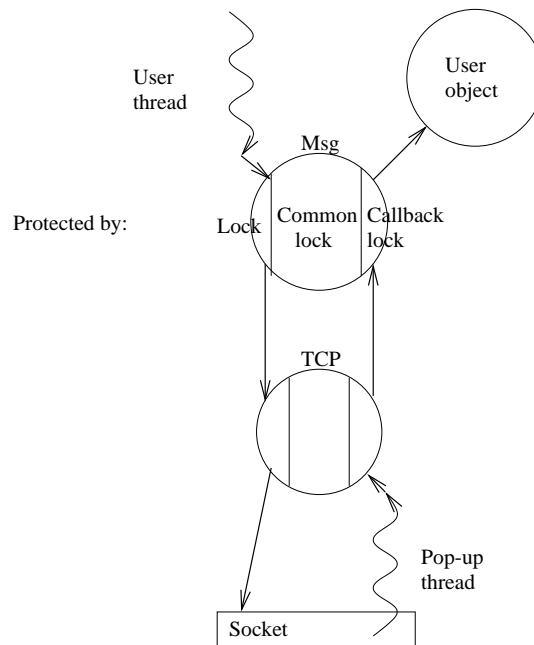 User
thread
User
object
Msg
Protected by:
Lock
Common
lock
Callback
lock
TCP
Pop-up
thread
Socket